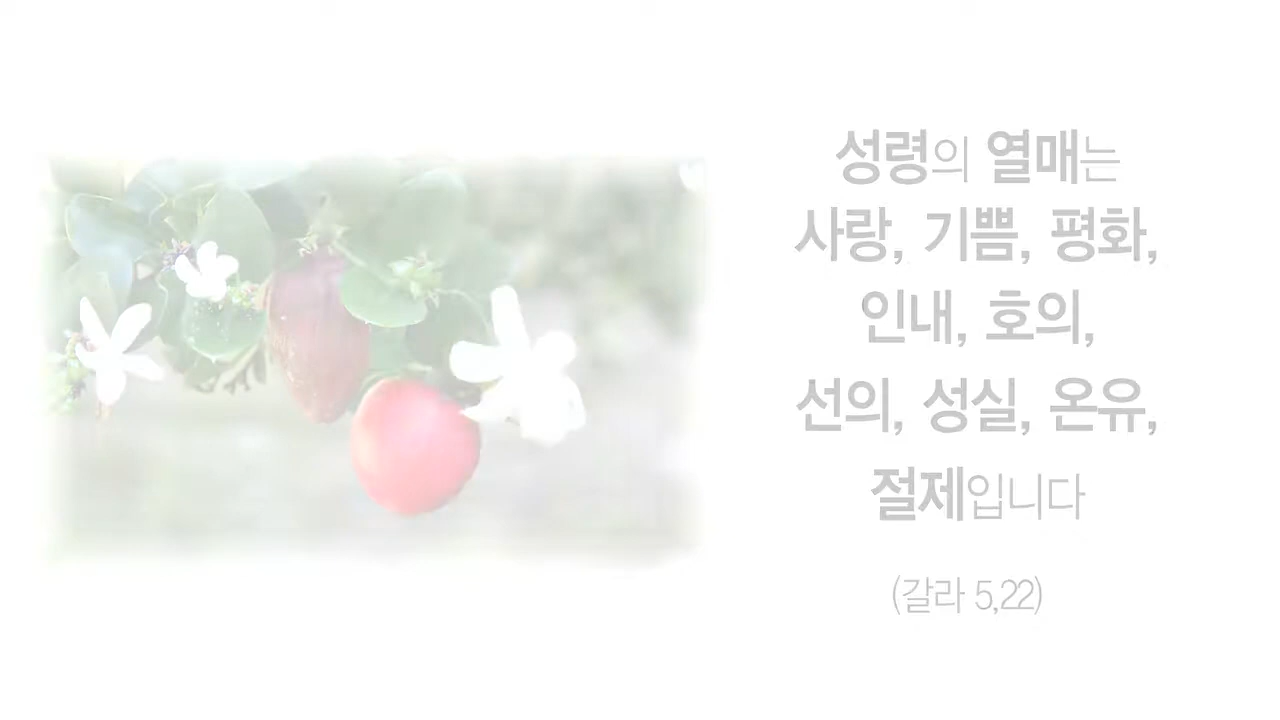 성령의 열매는
사랑, 기쁨, 평화,
인내, 호의,
선의, 성실, 온유,
절제입니다
(갈라 5,22)